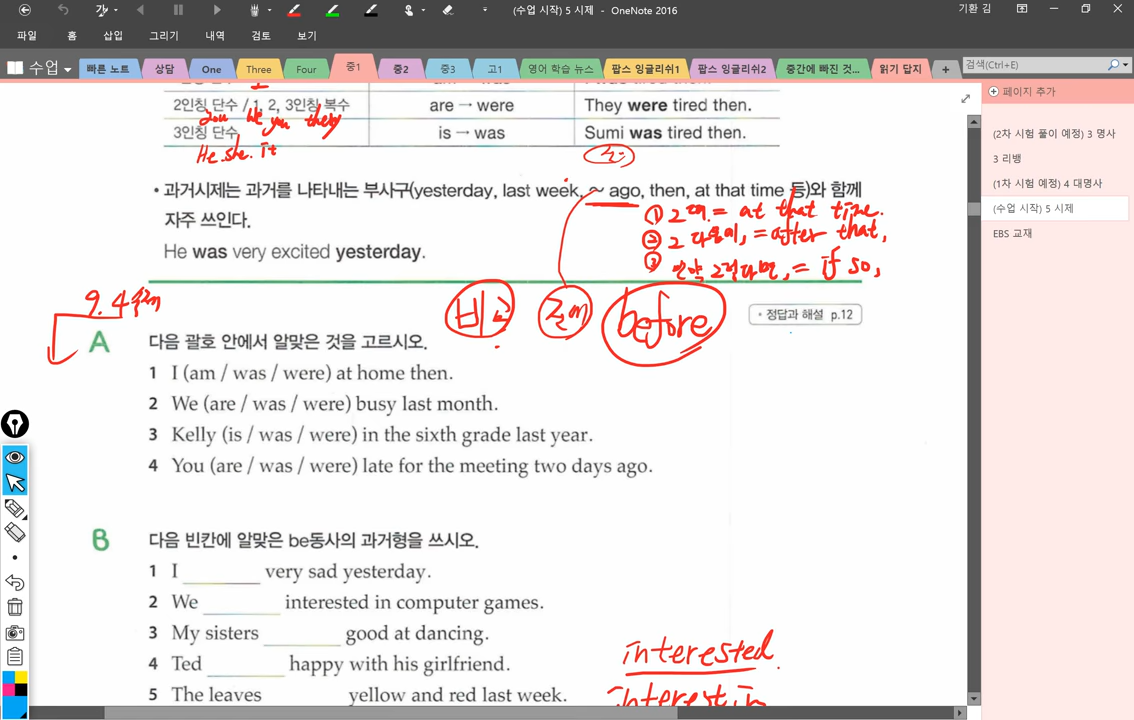 (수업 시작) 5 시제 - OneNote 2016
기환 김
파일 홈 삽입 그리기 내역 검토 보기
수업 빠른 노트 상담 One Three Four 중1 중2 중3 고1 영어 학습 뉴스 팝스 잉글리쉬1 팝스 잉글리쉬2 중간에 빠진 것... 읽기 답지 + 검색(Ctrl+E)
페이지 추가
(2차 시험 풀이 예정) 3 명사
3 리뱅
(1차 시험 예정) 4 대명사
(수업 시작) 5 시제
EBS 교재
2인칭 단수 / 1, 2, 3인칭 복수 are → were They were tired then.
you we you they
3인칭 단수 is → was Sumi was tired then.
He. she. It
• 과거시제는 과거를 나타내는 부사구(yesterday, last week, ~ ago, then, at that time 등)와 함께
자주 쓰인다.
① 그 때. = at that time.
② 그 다음에, = after that,
He was very excited yesterday.
③ 만약 그렇다면, = if so,
9. 4
before
• 정답과 해설 p.12
A 다음 괄호 안에서 알맞은 것을 고르시오.
1 I (am / was / were) at home then.
2 We (are / was / were) busy last month.
3 Kelly (is / was / were) in the sixth grade last year.
4 You (are / was / were) late for the meeting two days ago.
B 다음 빈칸에 알맞은 be동사의 과거형을 쓰시오.
1 I ________ very sad yesterday.
2 We ________ interested in computer games.
3 My sisters ________ good at dancing.
4 Ted ________ happy with his girlfriend.
interested
5 The leaves ________ yellow and red last week.